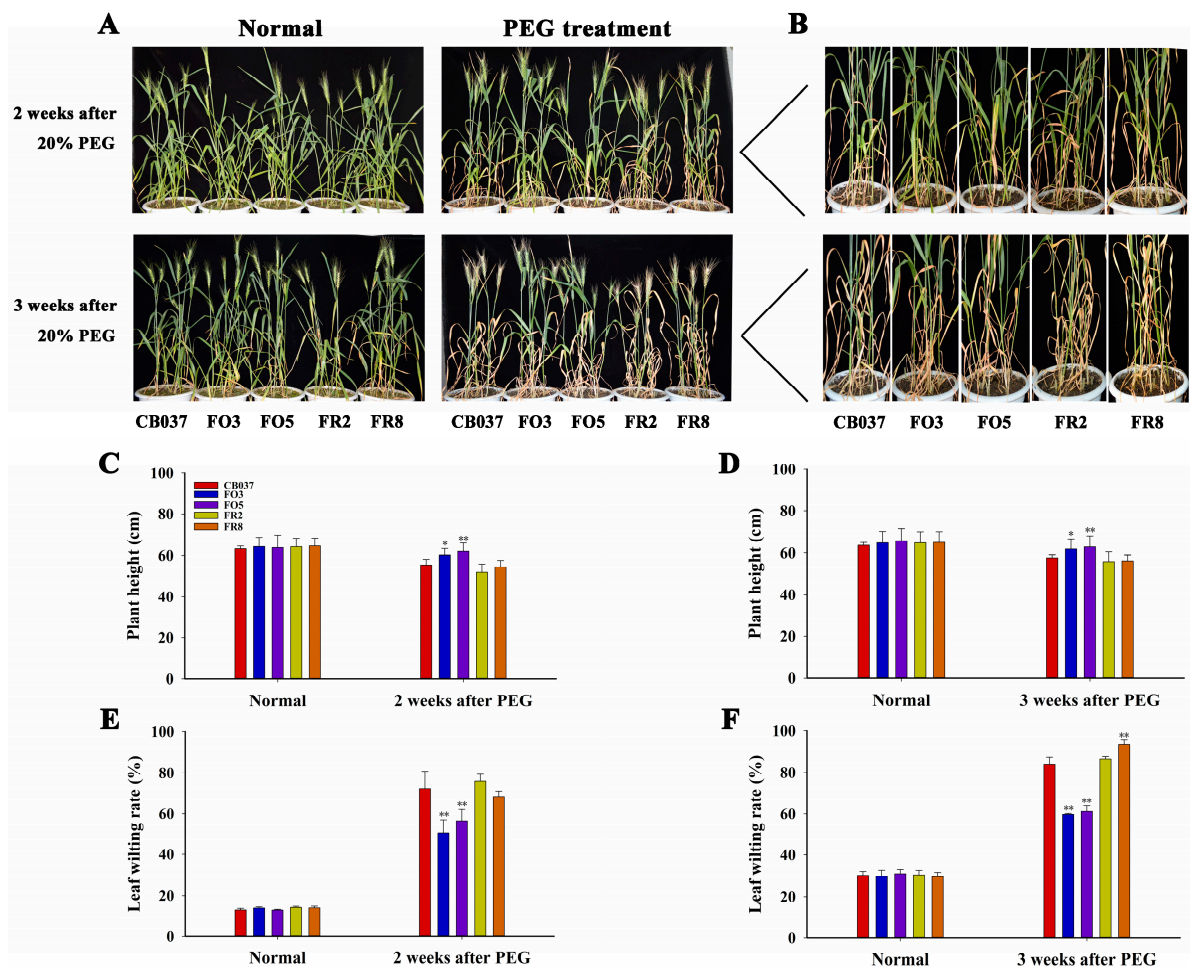 A
Normal
PEG treatment
B
2 weeks after
20% PEG
3 weeks after
20% PEG
CB037 FO3 FO5 FR2 FR8
CB037 FO3 FO5 FR2 FR8
CB037 FO3 FO5 FR2 FR8
C
Plant height (cm)
100
80
60
40
20
0
CB037
FO3
FO5
FR2
FR8
* **
Normal
2 weeks after PEG
D
Plant height (cm)
100
80
60
40
20
0
* **
Normal
3 weeks after PEG
E
Leaf wilting rate (%)
100
80
60
40
20
0
** **
Normal
2 weeks after PEG
F
Leaf wilting rate (%)
100
80
60
40
20
0
** ** **
Normal
3 weeks after PEG